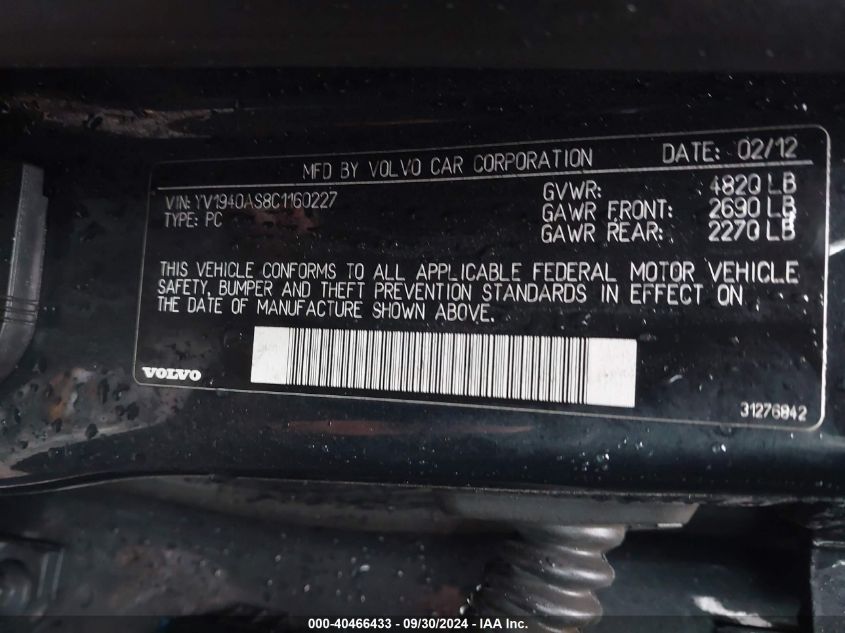 MFD BY VOLVO CAR CORPORATION DATE: 02/12
VIN: YV1940AS8C1160227
TYPE: PC
GVWR: 4820 LB
GAWR FRONT: 2690 LB
GAWR REAR: 2270 LB
THIS VEHICLE CONFORMS TO ALL APPLICABLE FEDERAL MOTOR VEHICLE
SAFETY, BUMPER AND THEFT PREVENTION STANDARDS IN EFFECT ON
THE DATE OF MANUFACTURE SHOWN ABOVE.
VOLVO
31276842
000-40466433 - 09/30/2024 - IAA Inc.